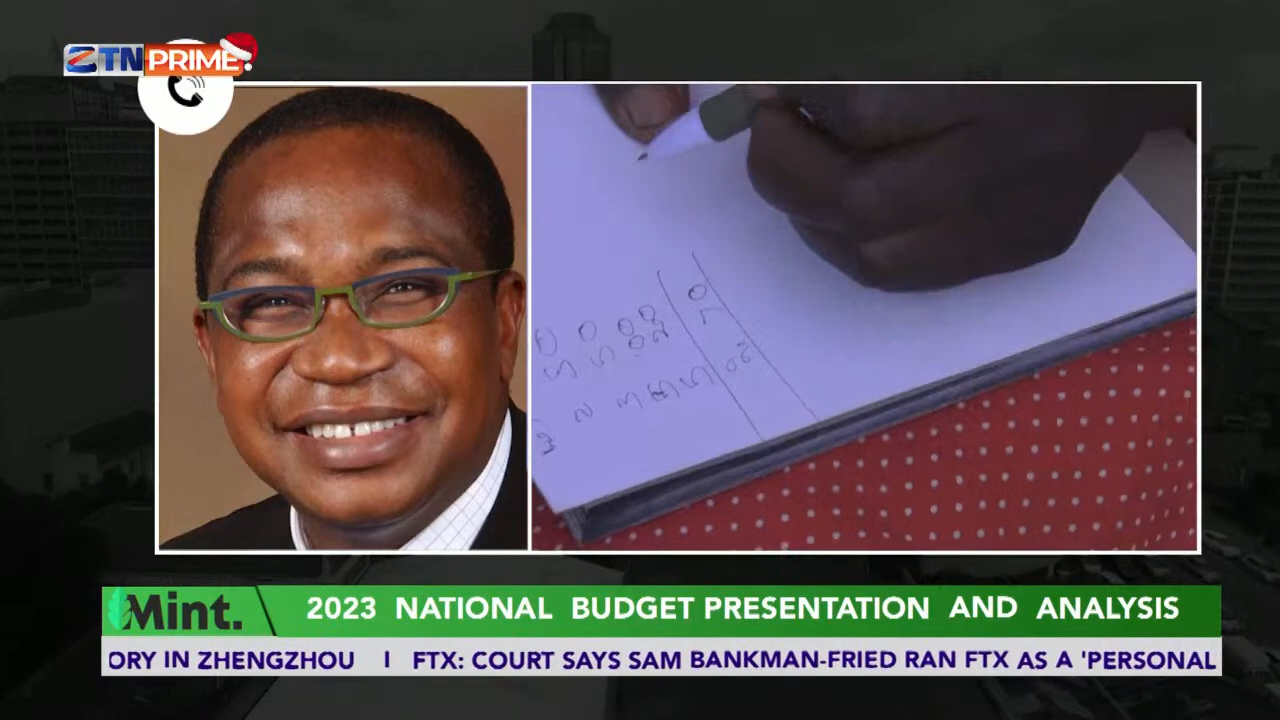 ZTN PRIME
Mint.
2023 NATIONAL BUDGET PRESENTATION AND ANALYSIS
ORY IN ZHENGZHOU | FTX: COURT SAYS SAM BANKMAN-FRIED RAN FTX AS A 'PERSONAL